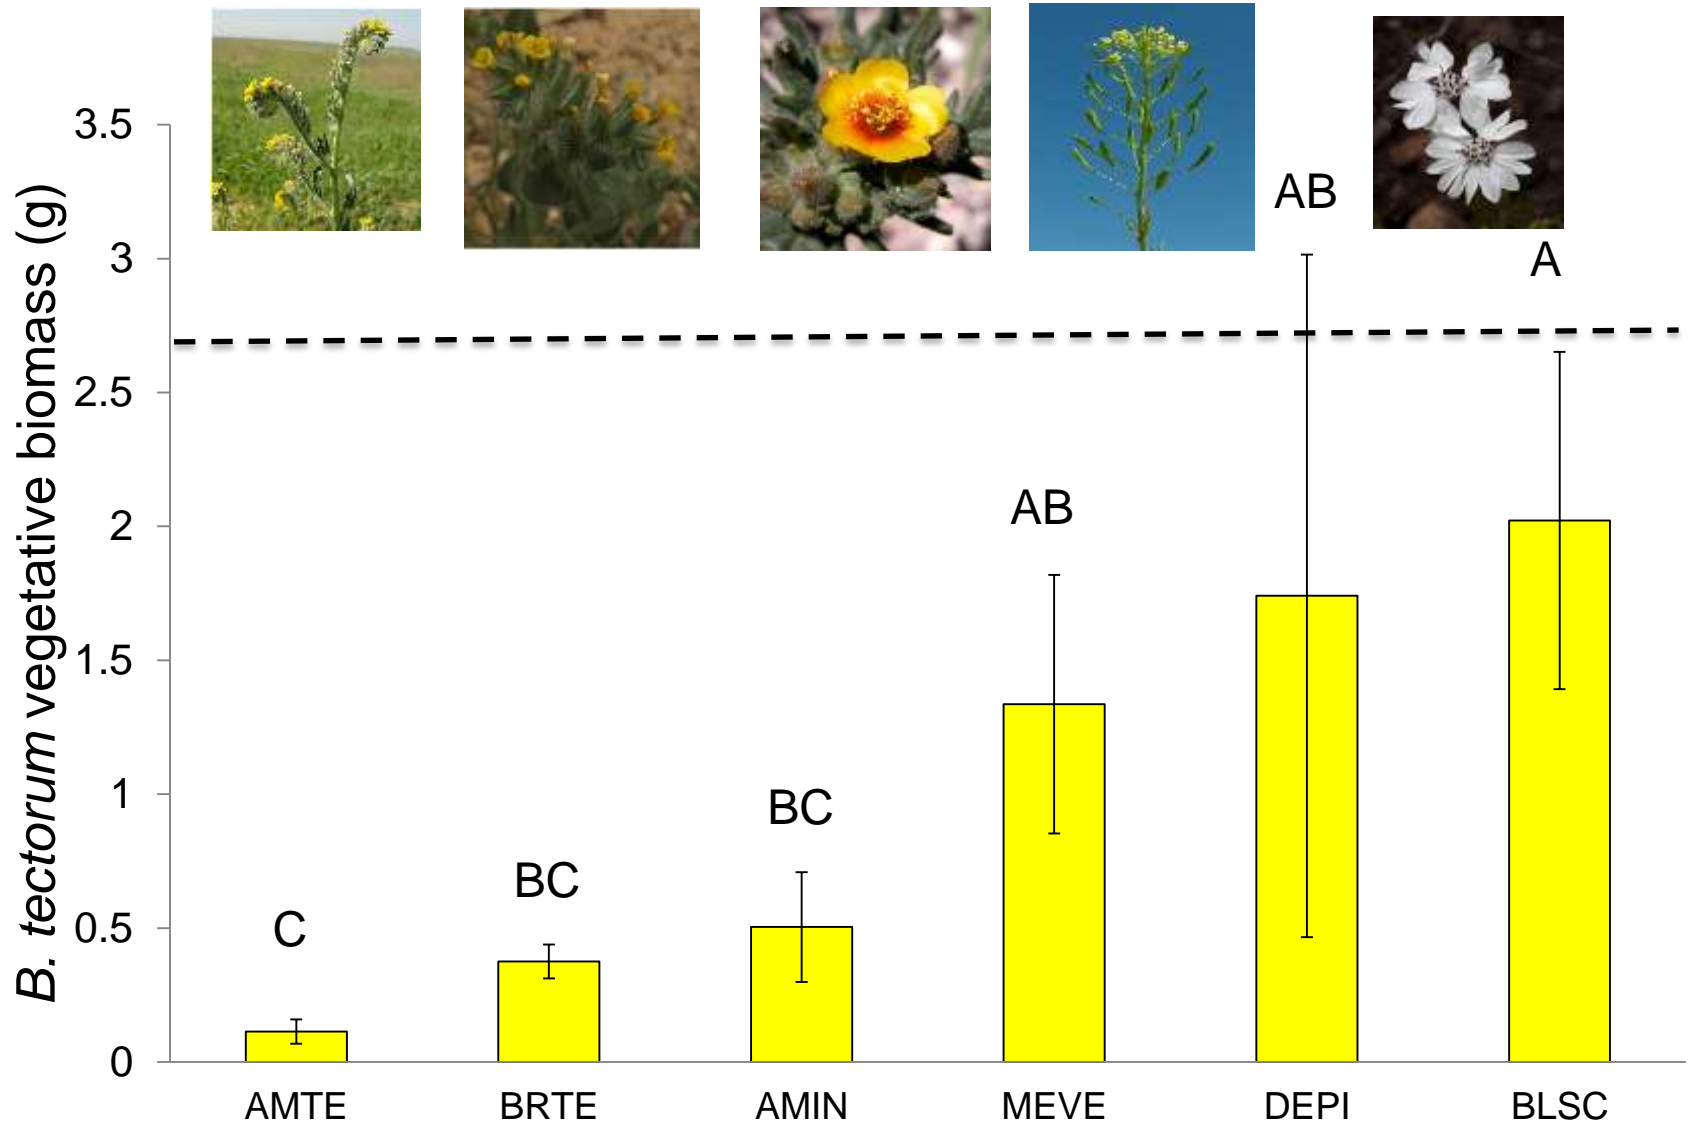 B. tectorum vegetative biomass (g)
3.5
3
2.5
2
1.5
1
0.5
0
C
BC
BC
AB
AB
A
AMTE
BRTE
AMIN
MEVE
DEPI
BLSC